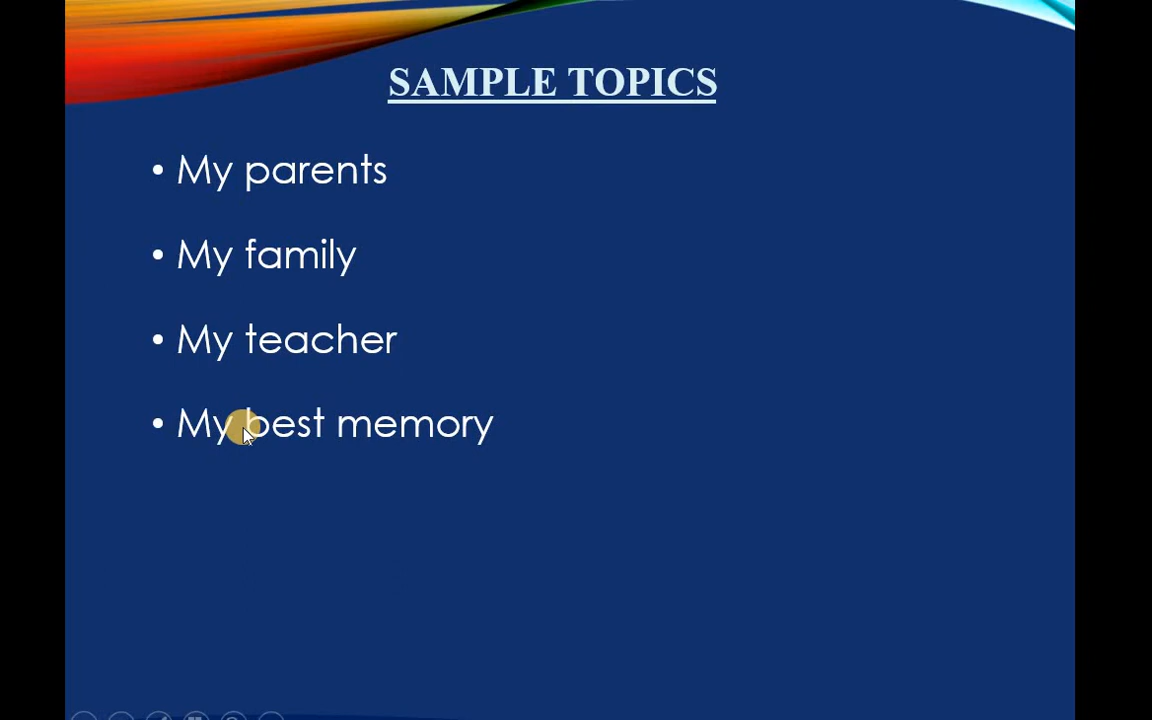 SAMPLE TOPICS
• My parents
• My family
• My teacher
• My best memory